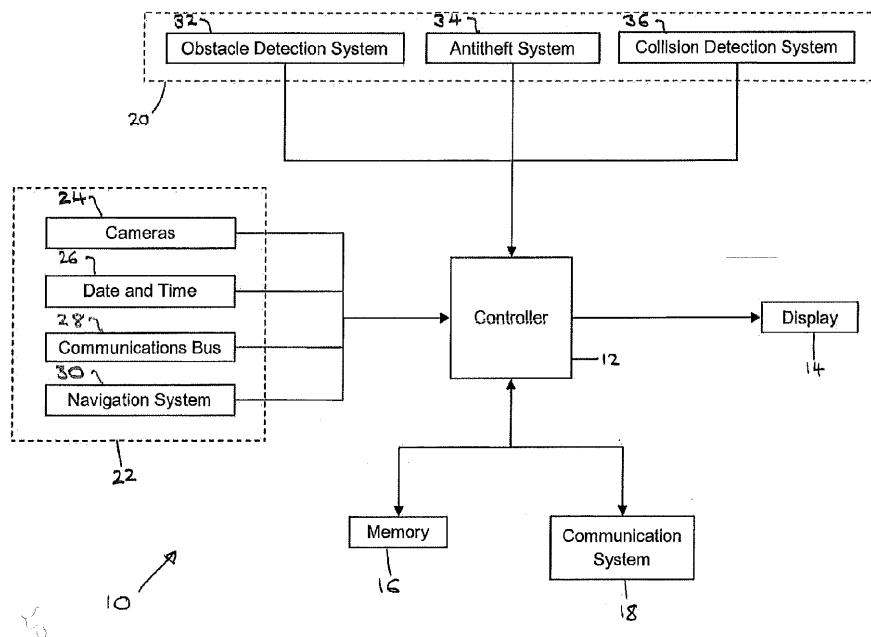 32 34 36
Obstacle Detection System Antitheft System Collision Detection System
20
24
Cameras
26
Date and Time
28
Communications Bus
30
Navigation System
22
Controller
12
Display
14
Memory
16
Communication
System
18
10